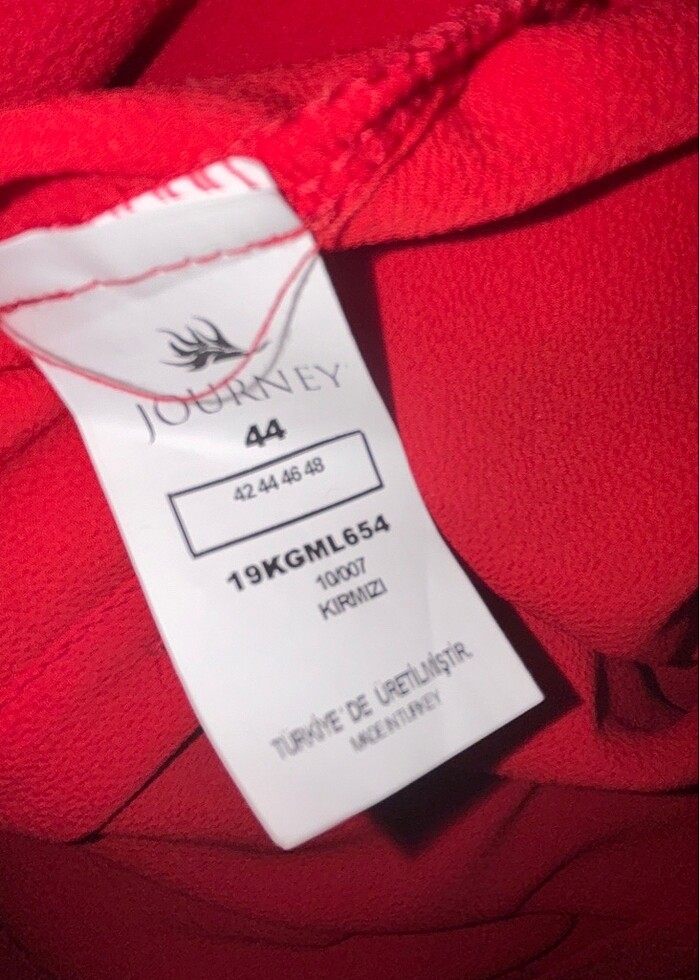 JOURNEY
44
42 44 46 48
19KGML654
10/007
KIRMIZI
TÜRKİYE'DE ÜRETİLMİŞTİR.
MADE IN TURKEY